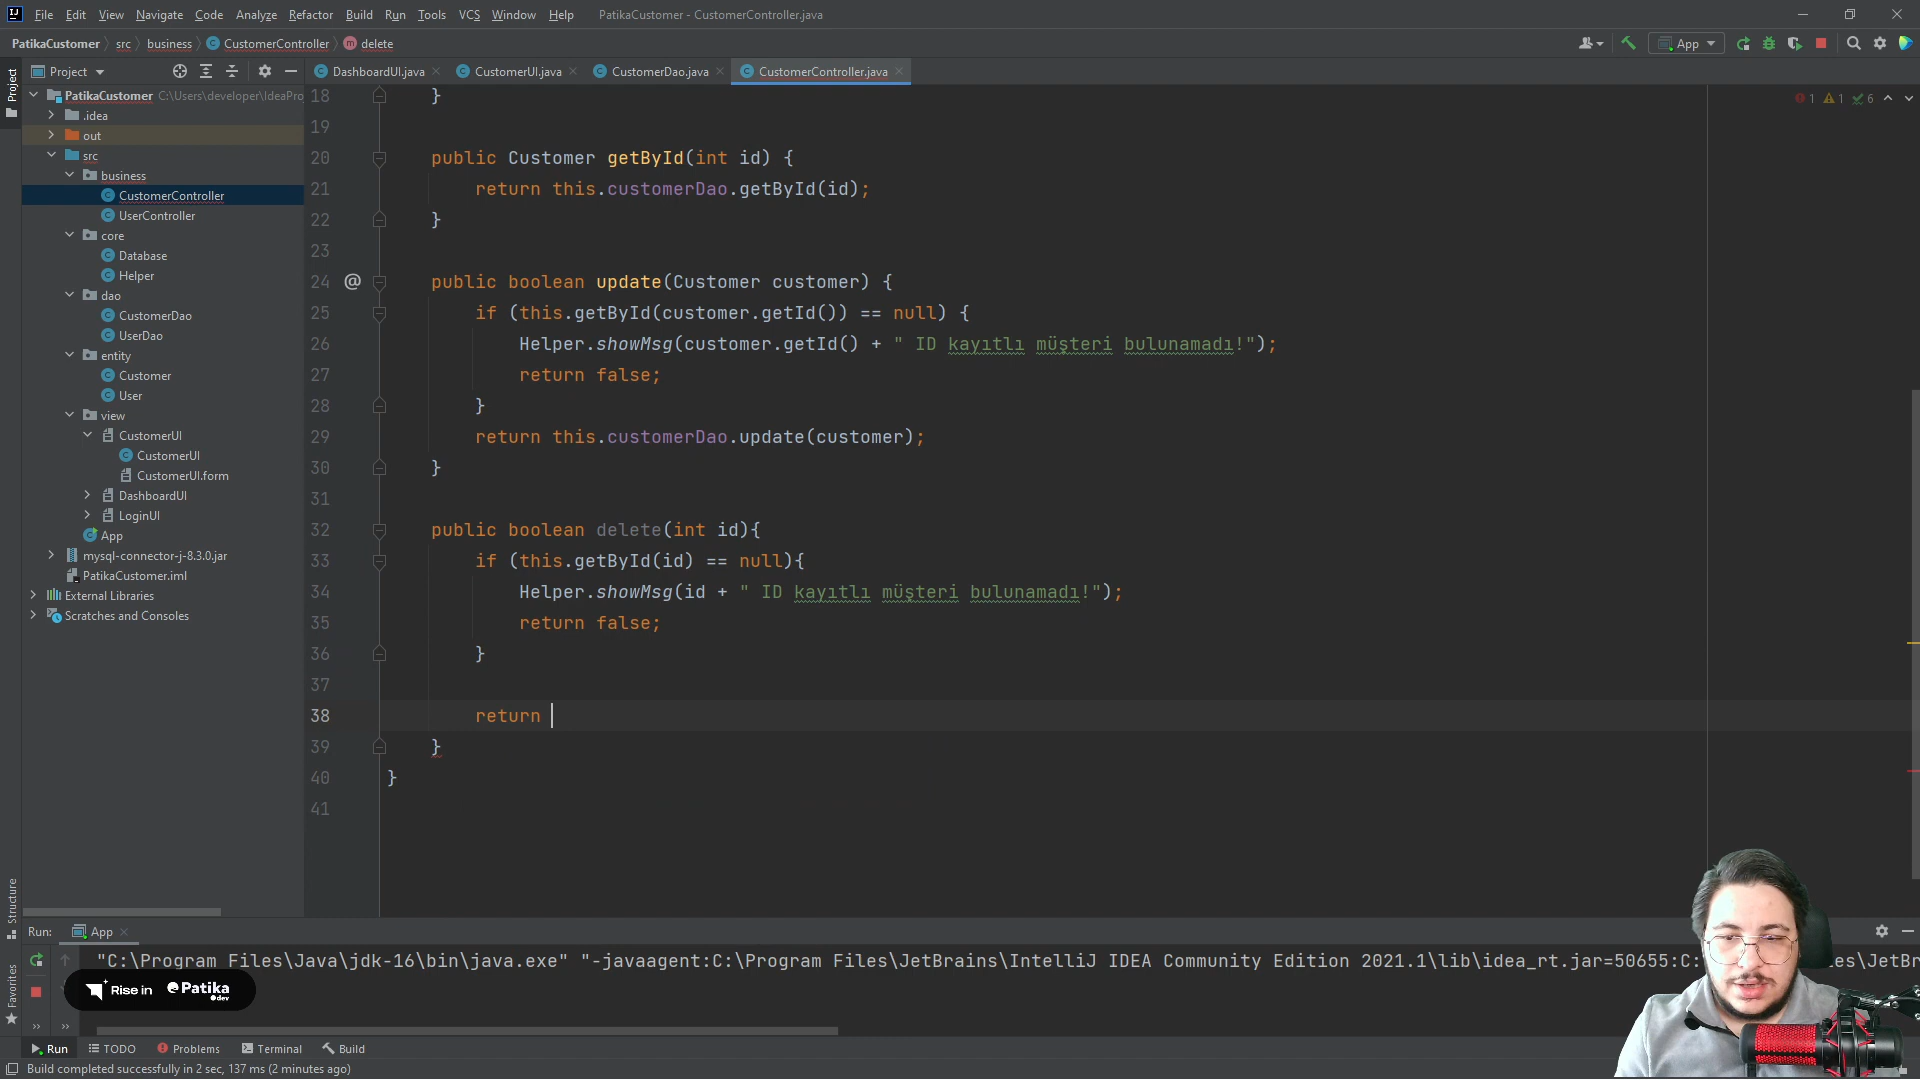 File Edit View Navigate Code Analyze Refactor Build Run Tools VCS Window Help PatikaCustomer - CustomerController.java
PatikaCustomer src business CustomerController delete App
Project
DashboardUI.java CustomerUI.java CustomerDao.java CustomerController.java
PatikaCustomer C:\Users\developer\IdeaPro
.idea
out
src
business
CustomerController
UserController
core
Database
Helper
dao
CustomerDao
UserDao
entity
Customer
User
view
CustomerUI
CustomerUI
CustomerUI.form
DashboardUI
LoginUI
App
mysql-connector-j-8.3.0.jar
PatikaCustomer.iml
External Libraries
Scratches and Consoles
1 1 6
18 }
19
20 public Customer getById(int id) {
21 return this.customerDao.getById(id);
22 }
23
24 @ public boolean update(Customer customer) {
25 if (this.getById(customer.getId()) == null) {
26 Helper.showMsg(customer.getId() + " ID kayıtlı müşteri bulunamadı!");
27 return false;
28 }
29 return this.customerDao.update(customer);
30 }
31
32 public boolean delete(int id){
33 if (this.getById(id) == null){
34 Helper.showMsg(id + " ID kayıtlı müşteri bulunamadı!");
35 return false;
36 }
37
38 return
39 }
40 }
41
Project
Structure
Favorites
Run: App
"C:\Program Files\Java\jdk-16\bin\java.exe" "-javaagent:C:\Program Files\JetBrains\IntelliJ IDEA Community Edition 2021.1\lib\idea_rt.jar=50655:C:
Rise in Patika.dev
Run TODO Problems Terminal Build
Build completed successfully in 2 sec, 137 ms (2 minutes ago)